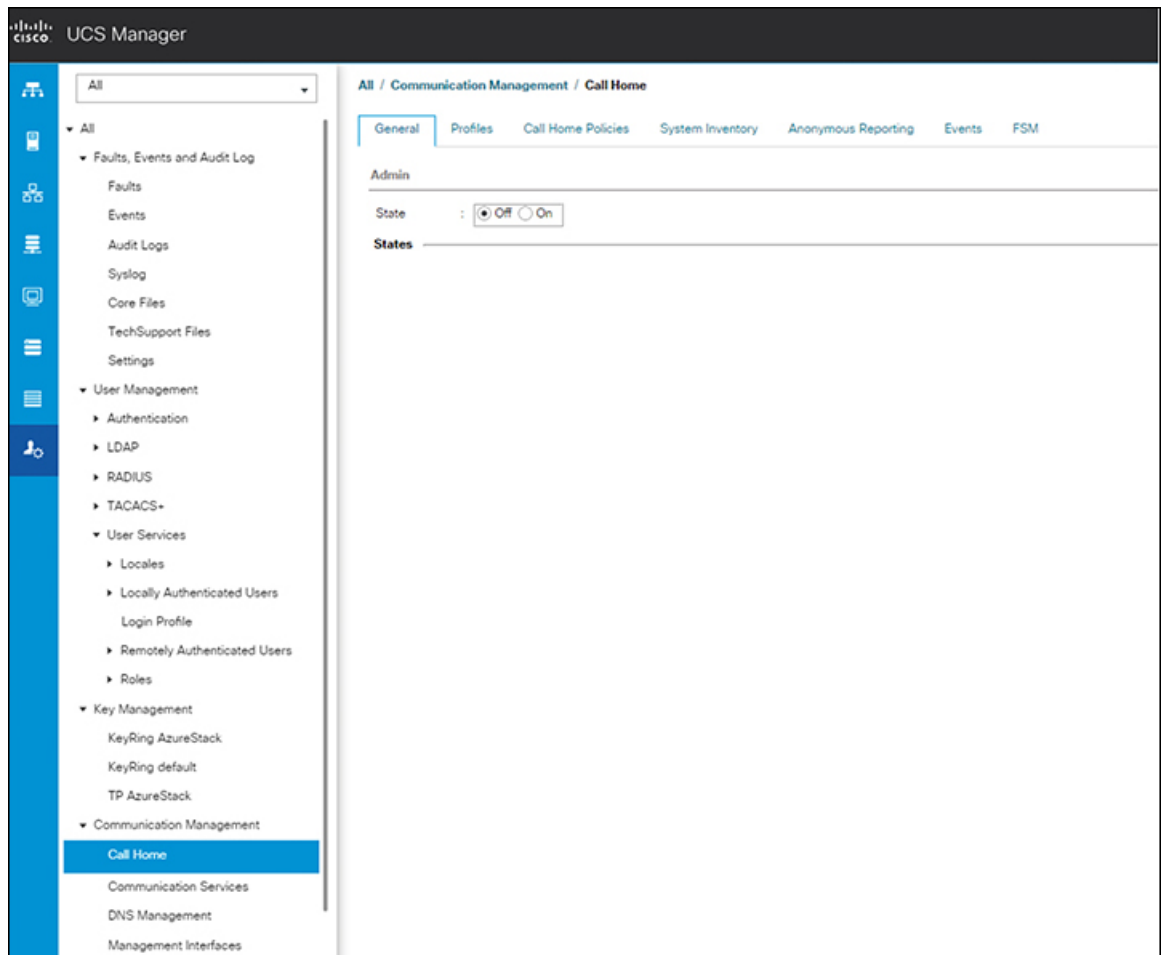 cisco. UCS Manager
All
All
Faults, Events and Audit Log
Faults
Events
Audit Logs
Syslog
Core Files
TechSupport Files
Settings
User Management
Authentication
LDAP
RADIUS
TACACS+
User Services
Locales
Locally Authenticated Users
Login Profile
Remotely Authenticated Users
Roles
Key Management
KeyRing AzureStack
KeyRing default
TP AzureStack
Communication Management
Call Home
Communication Services
DNS Management
Management Interfaces
All / Communication Management / Call Home
General Profiles Call Home Policies System Inventory Anonymous Reporting Events FSM
Admin
State : Off On
States